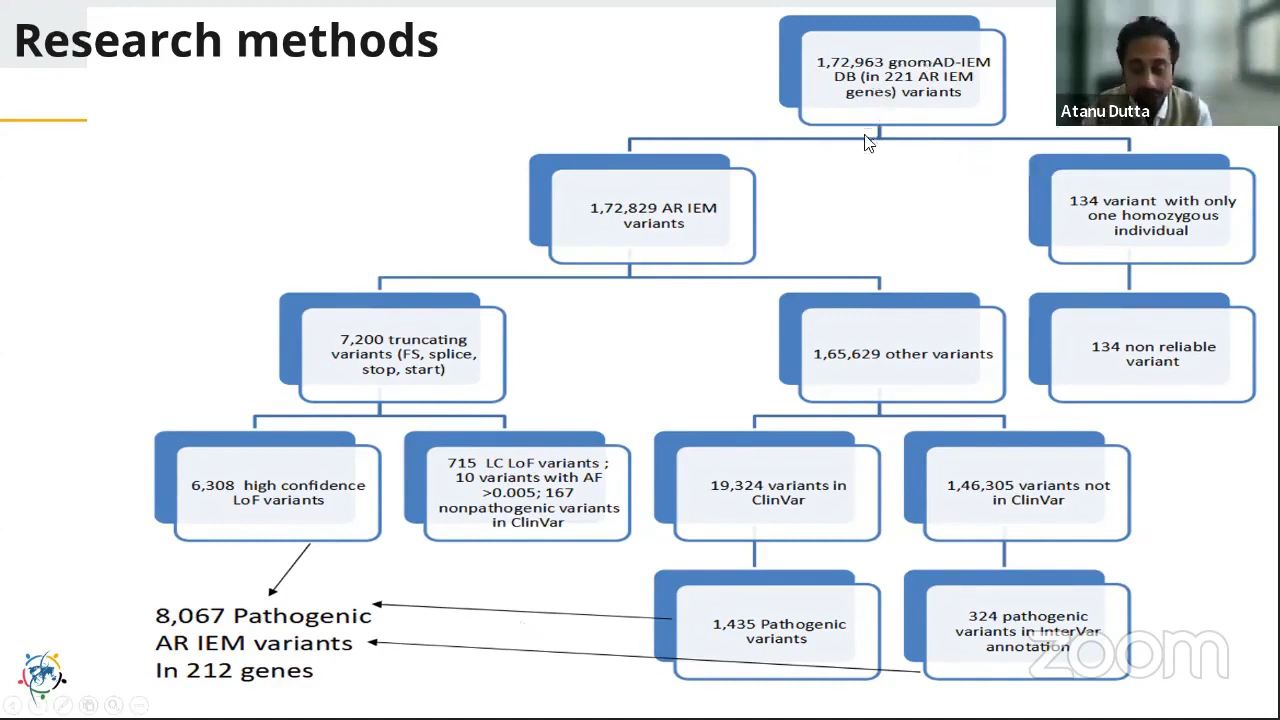 Research methods
1,72,963 gnomAD-IEM
DB (in 221 AR IEM
genes) variants
Atanu Dutta
1,72,829 AR IEM
variants
134 variant with only
one homozygous
individual
7,200 truncating
variants (FS, splice,
stop, start)
1,65,629 other variants
134 non reliable
variant
6,308 high confidence
LoF variants
715 LC LoF variants ;
10 variants with AF
>0.005; 167
nonpathogenic variants
in ClinVar
19,324 variants in
ClinVar
1,46,305 variants not
in ClinVar
8,067 Pathogenic
AR IEM variants
In 212 genes
1,435 Pathogenic
variants
324 pathogenic
variants in InterVar
annotation
zoom